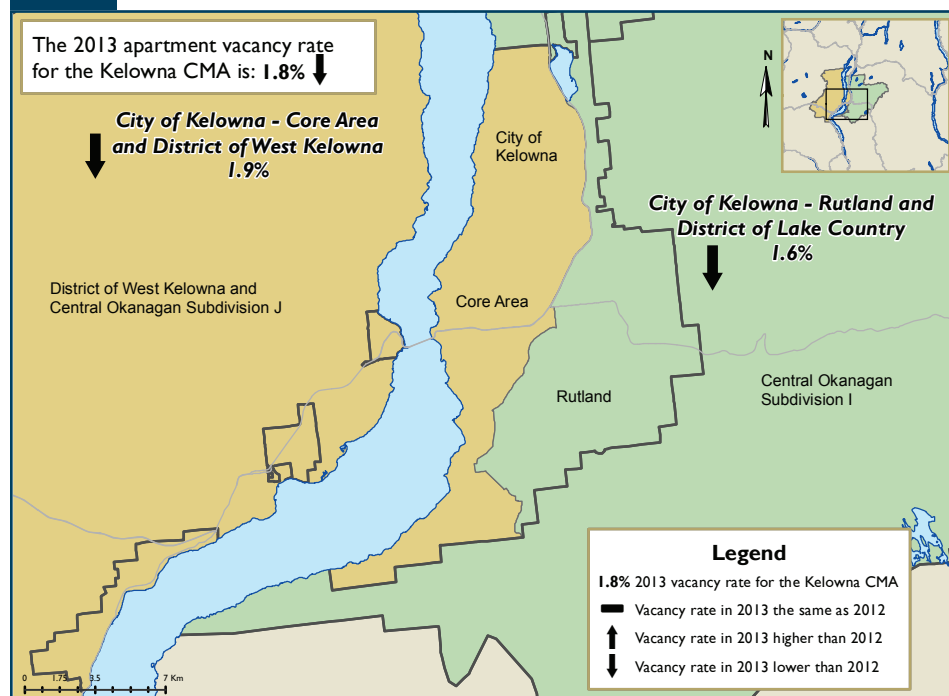 The 2013 apartment vacancy rate
for the Kelowna CMA is: 1.8%
City of Kelowna - Core Area
and District of West Kelowna
1.9%
City of
Kelowna
N
City of Kelowna - Rutland and
District of Lake Country
1.6%
District of West Kelowna and
Central Okanagan Subdivision J
Core Area
Rutland
Central Okanagan
Subdivision I
Legend
1.8% 2013 vacancy rate for the Kelowna CMA
Vacancy rate in 2013 the same as 2012
Vacancy rate in 2013 higher than 2012
Vacancy rate in 2013 lower than 2012
0 1.75 3.5 7 Km